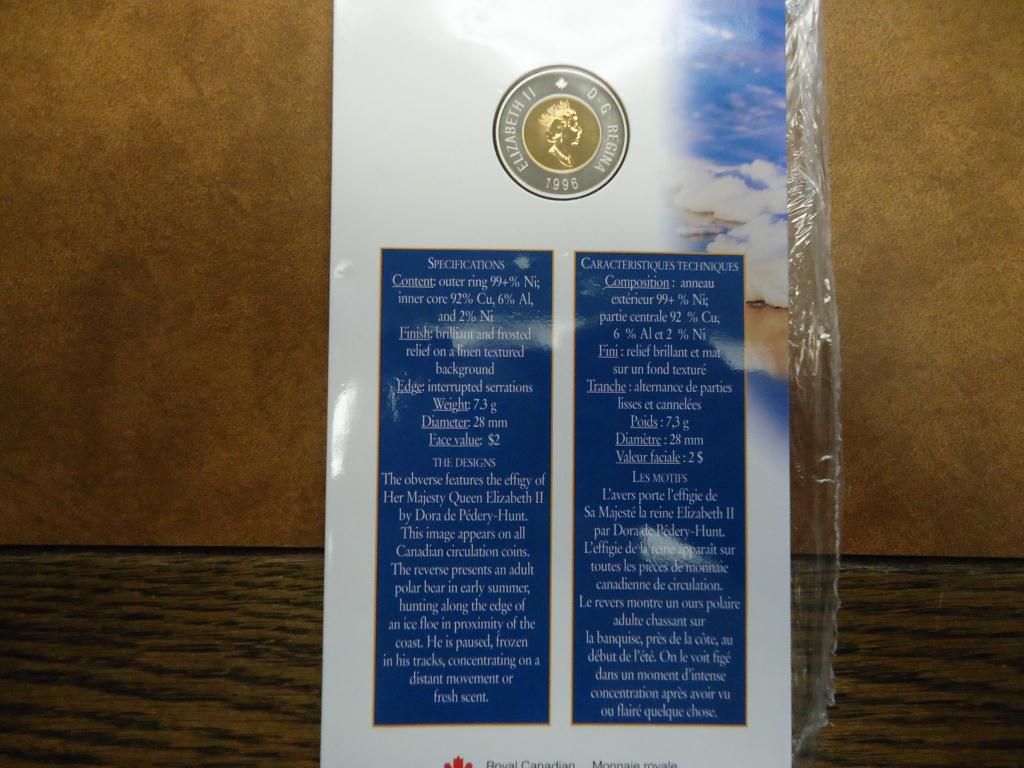 ELIZABETH II D·G·REGINA
1996
SPECIFICATIONS
Content: outer ring 99+% Ni;
inner core 92% Cu, 6% Al,
and 2% Ni
Finish: brilliant and frosted
relief on a linen textured
background
Edge: interrupted serrations
Weight: 7.3 g
Diameter: 28 mm
Face value: $2
THE DESIGNS
The obverse features the effigy of
Her Majesty Queen Elizabeth II
by Dora de Pédery-Hunt.
This image appears on all
Canadian circulation coins.
The reverse presents an adult
polar bear in early summer,
hunting along the edge of
an ice floe in proximity of the
coast. He is paused, frozen
in his tracks, concentrating on a
distant movement or
fresh scent.
CARACTÉRISTIQUES TECHNIQUES
Composition : anneau
extérieur 99+ % Ni;
partie centrale 92 % Cu,
6 % Al et 2 % Ni
Fini : relief brillant et mat
sur un fond texturé
Tranche : alternance de parties
lisses et cannelées
Poids : 7,3 g
Diamètre : 28 mm
Valeur faciale : 2 $
LES MOTIFS
L'avers porte l'effigie de
Sa Majesté la reine Elizabeth II
par Dora de Pédery-Hunt.
L'effigie de la reine apparaît sur
toutes les pièces de monnaie
canadienne de circulation.
Le revers montre un ours polaire
adulte chassant sur
la banquise, près de la côte, au
début de l'été. On le voit figé
dans un moment d'intense
concentration après avoir vu
ou flairé quelque chose.
Royal Canadian Monnaie royale